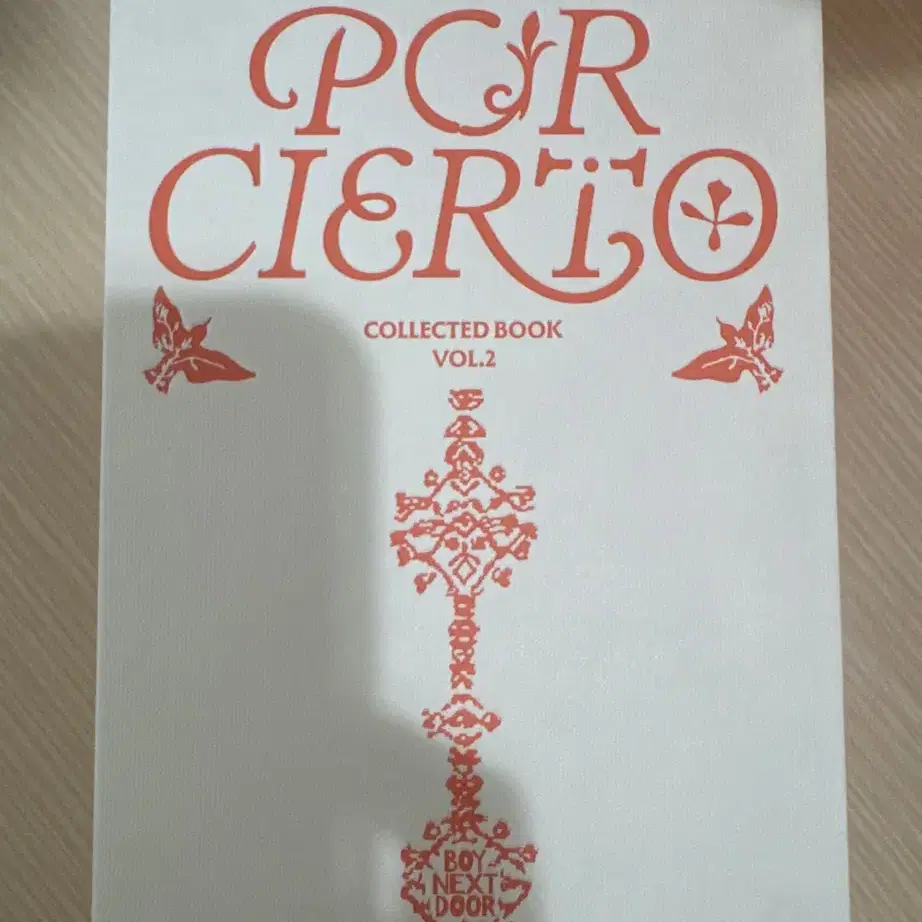 POR
CIERTO
COLLECTED BOOK
VOL.2
BOY
NEXT
DOOR